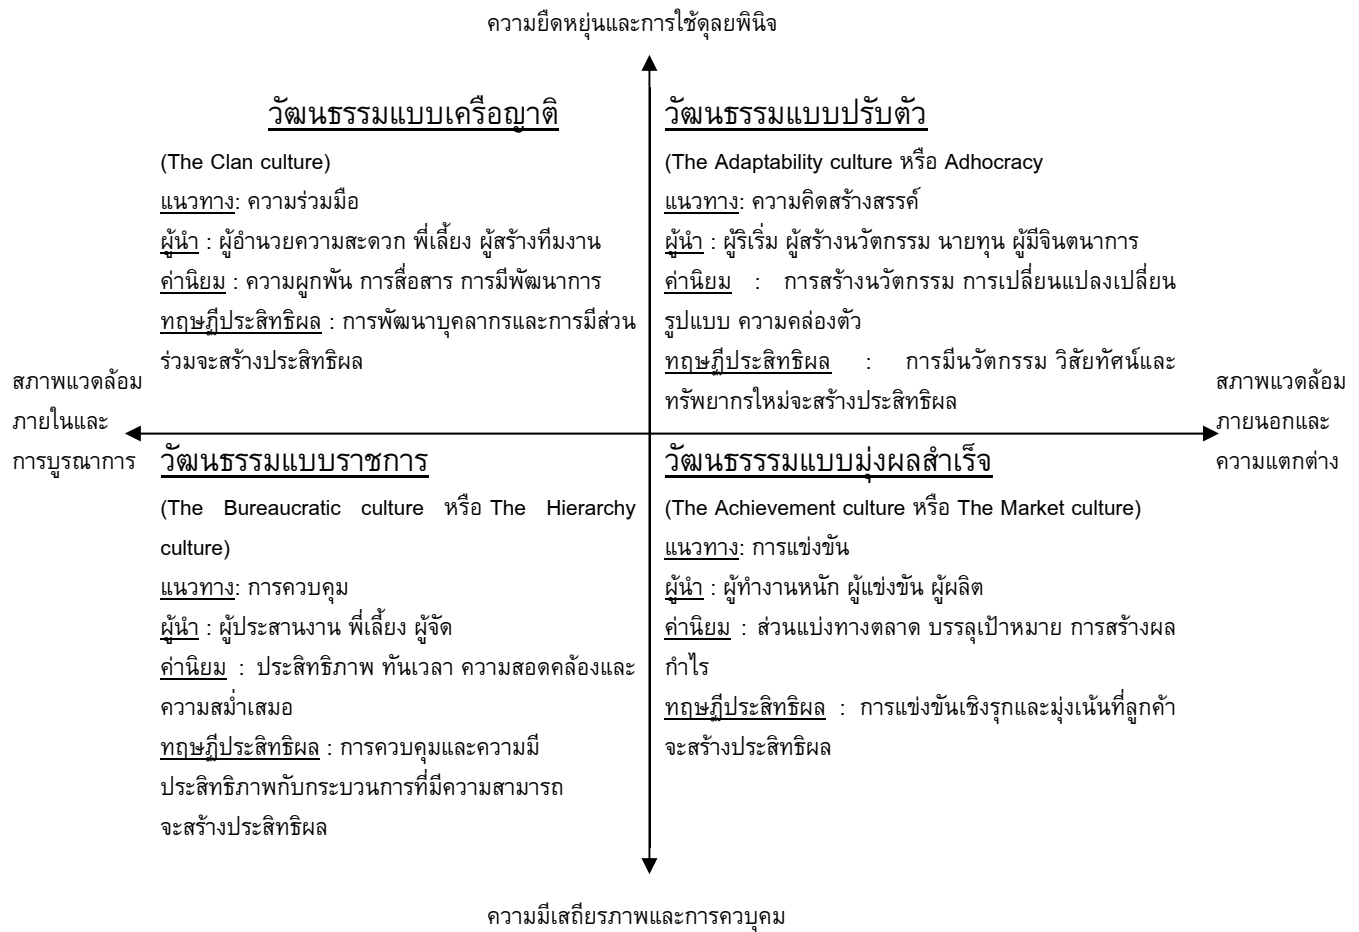 ความยืดหยุ่นและการใช้ดุลยพินิจ
วัฒนธรรมแบบเครือญาติ
(The Clan culture)
แนวทาง: ความร่วมมือ
ผู้นำ : ผู้อำนวยความสะดวก พี่เลี้ยง ผู้สร้างทีมงาน
ค่านิยม : ความผูกพัน การสื่อสาร การมีพัฒนาการ
ทฤษฎีประสิทธิผล : การพัฒนาบุคลากรและการมีส่วน
ร่วมจะสร้างประสิทธิผล
วัฒนธรรมแบบปรับตัว
(The Adaptability culture หรือ Adhocracy
แนวทาง: ความคิดสร้างสรรค์
ผู้นำ : ผู้ริเริ่ม ผู้สร้างนวัตกรรม นายทุน ผู้มีจินตนาการ
ค่านิยม : การสร้างนวัตกรรม การเปลี่ยนแปลงเปลี่ยน
รูปแบบ ความคล่องตัว
ทฤษฎีประสิทธิผล : การมีนวัตกรรม วิสัยทัศน์และ
ทรัพยากรใหม่จะสร้างประสิทธิผล
สภาพแวดล้อม
ภายในและ
การบูรณาการ
สภาพแวดล้อม
ภายนอกและ
ความแตกต่าง
วัฒนธรรมแบบราชการ
(The Bureaucratic culture หรือ The Hierarchy
culture)
แนวทาง: การควบคุม
ผู้นำ : ผู้ประสานงาน พี่เลี้ยง ผู้จัด
ค่านิยม : ประสิทธิภาพ ทันเวลา ความสอดคล้องและ
ความสม่ำเสมอ
ทฤษฎีประสิทธิผล : การควบคุมและความมี
ประสิทธิภาพกับกระบวนการที่มีความสามารถ
จะสร้างประสิทธิผล
วัฒนธรรรมแบบมุ่งผลสำเร็จ
(The Achievement culture หรือ The Market culture)
แนวทาง: การแข่งขัน
ผู้นำ : ผู้ทำงานหนัก ผู้แข่งขัน ผู้ผลิต
ค่านิยม : ส่วนแบ่งทางตลาด บรรลุเป้าหมาย การสร้างผล
กำไร
ทฤษฎีประสิทธิผล : การแข่งขันเชิงรุกและมุ่งเน้นที่ลูกค้า
จะสร้างประสิทธิผล
ความมีเสถียรภาพและการควบุคม